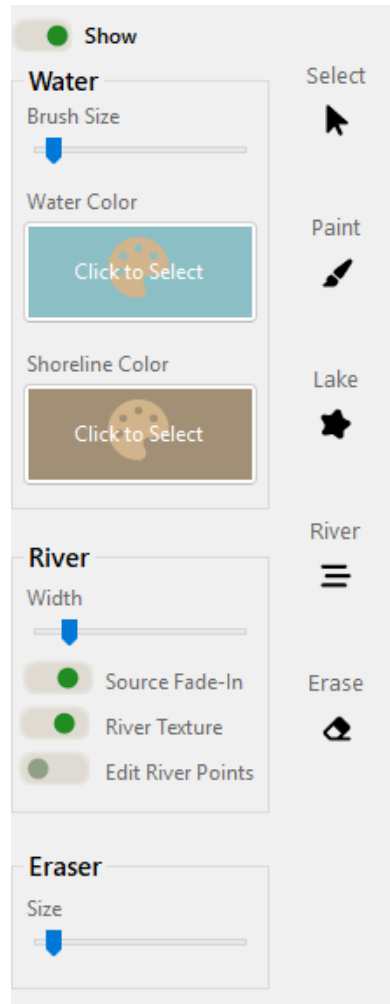 Show
Water
Brush Size
Water Color
Click to Select
Shoreline Color
Click to Select
River
Width
Source Fade-In
River Texture
Edit River Points
Eraser
Size
Select
Paint
Lake
River
Erase